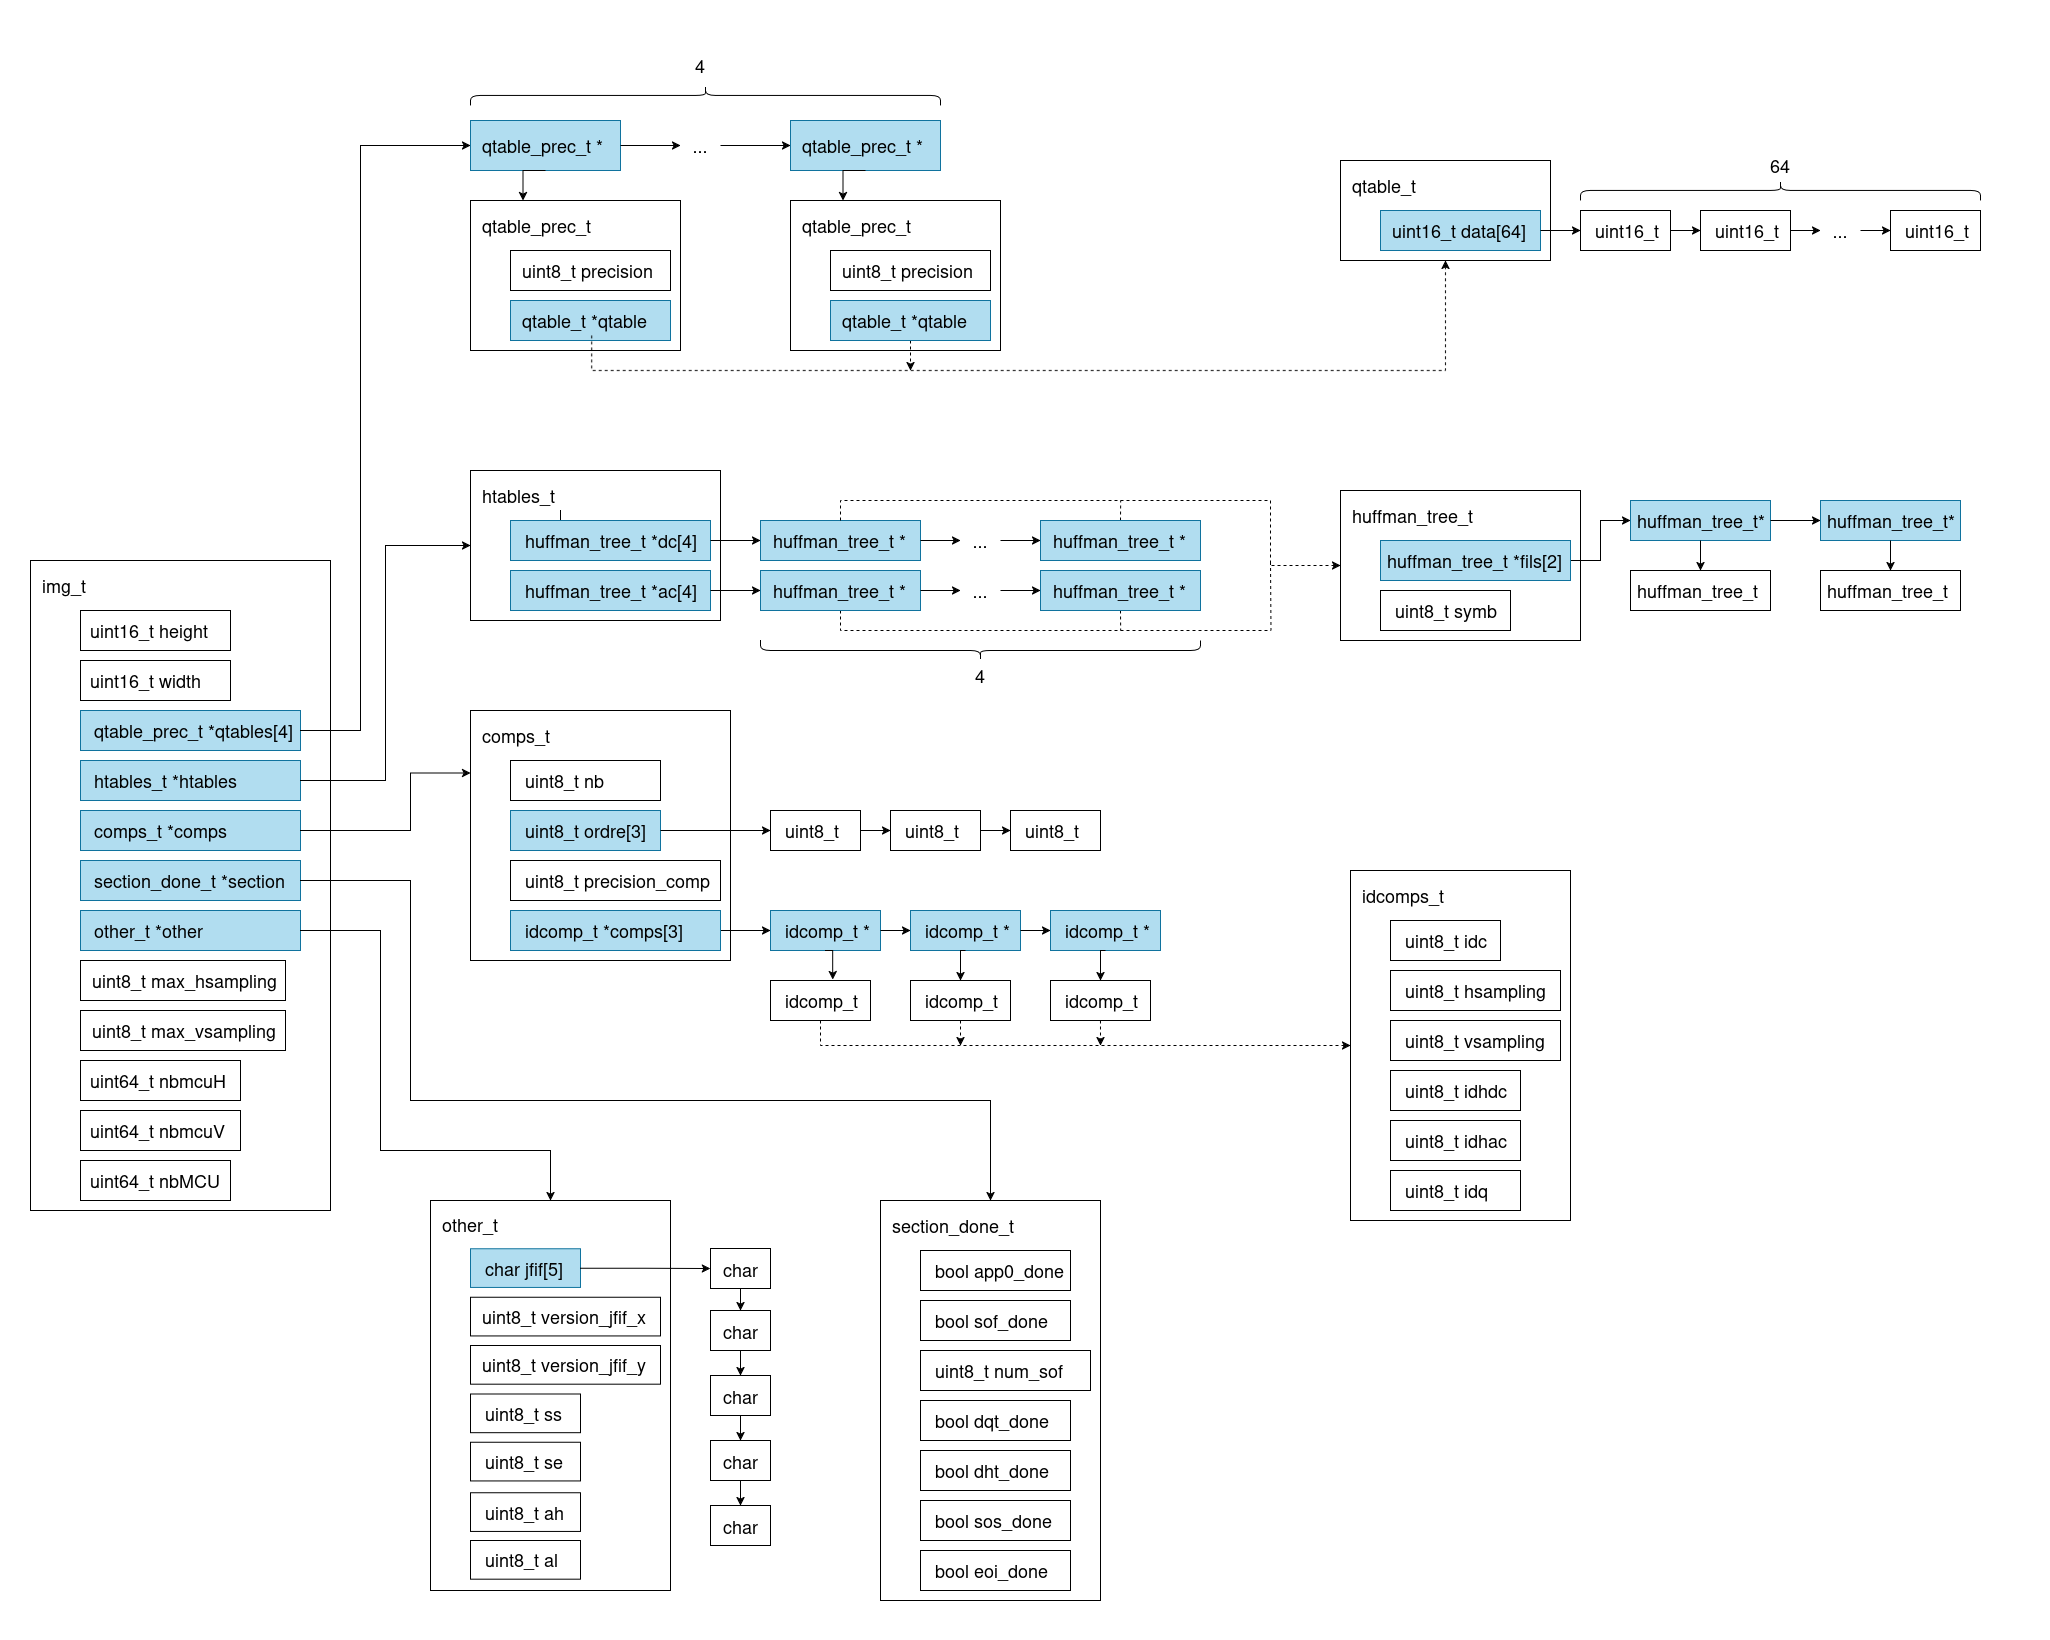 4
qtable_prec_t *
...
qtable_prec_t *
qtable_prec_t
uint8_t precision
qtable_t *qtable
qtable_prec_t
uint8_t precision
qtable_t *qtable
qtable_t
uint16_t data[64]
64
uint16_t
uint16_t
...
uint16_t
htables_t
huffman_tree_t *dc[4]
huffman_tree_t *
...
huffman_tree_t *
huffman_tree_t *ac[4]
huffman_tree_t *
...
huffman_tree_t *
4
huffman_tree_t
huffman_tree_t *fils[2]
uint8_t symb
huffman_tree_t*
huffman_tree_t*
huffman_tree_t
huffman_tree_t
img_t
uint16_t height
uint16_t width
qtable_prec_t *qtables[4]
htables_t *htables
comps_t *comps
section_done_t *section
other_t *other
uint8_t max_hsampling
uint8_t max_vsampling
uint64_t nbmcuH
uint64_t nbmcuV
uint64_t nbMCU
comps_t
uint8_t nb
uint8_t ordre[3]
uint8_t
uint8_t
uint8_t
uint8_t precision_comp
idcomp_t *comps[3]
idcomp_t *
idcomp_t *
idcomp_t *
idcomp_t
idcomp_t
idcomp_t
idcomps_t
uint8_t idc
uint8_t hsampling
uint8_t vsampling
uint8_t idhdc
uint8_t idhac
uint8_t idq
other_t
char jfif[5]
uint8_t version_jfif_x
uint8_t version_jfif_y
uint8_t ss
uint8_t se
uint8_t ah
uint8_t al
char
char
char
char
char
section_done_t
bool app0_done
bool sof_done
uint8_t num_sof
bool dqt_done
bool dht_done
bool sos_done
bool eoi_done